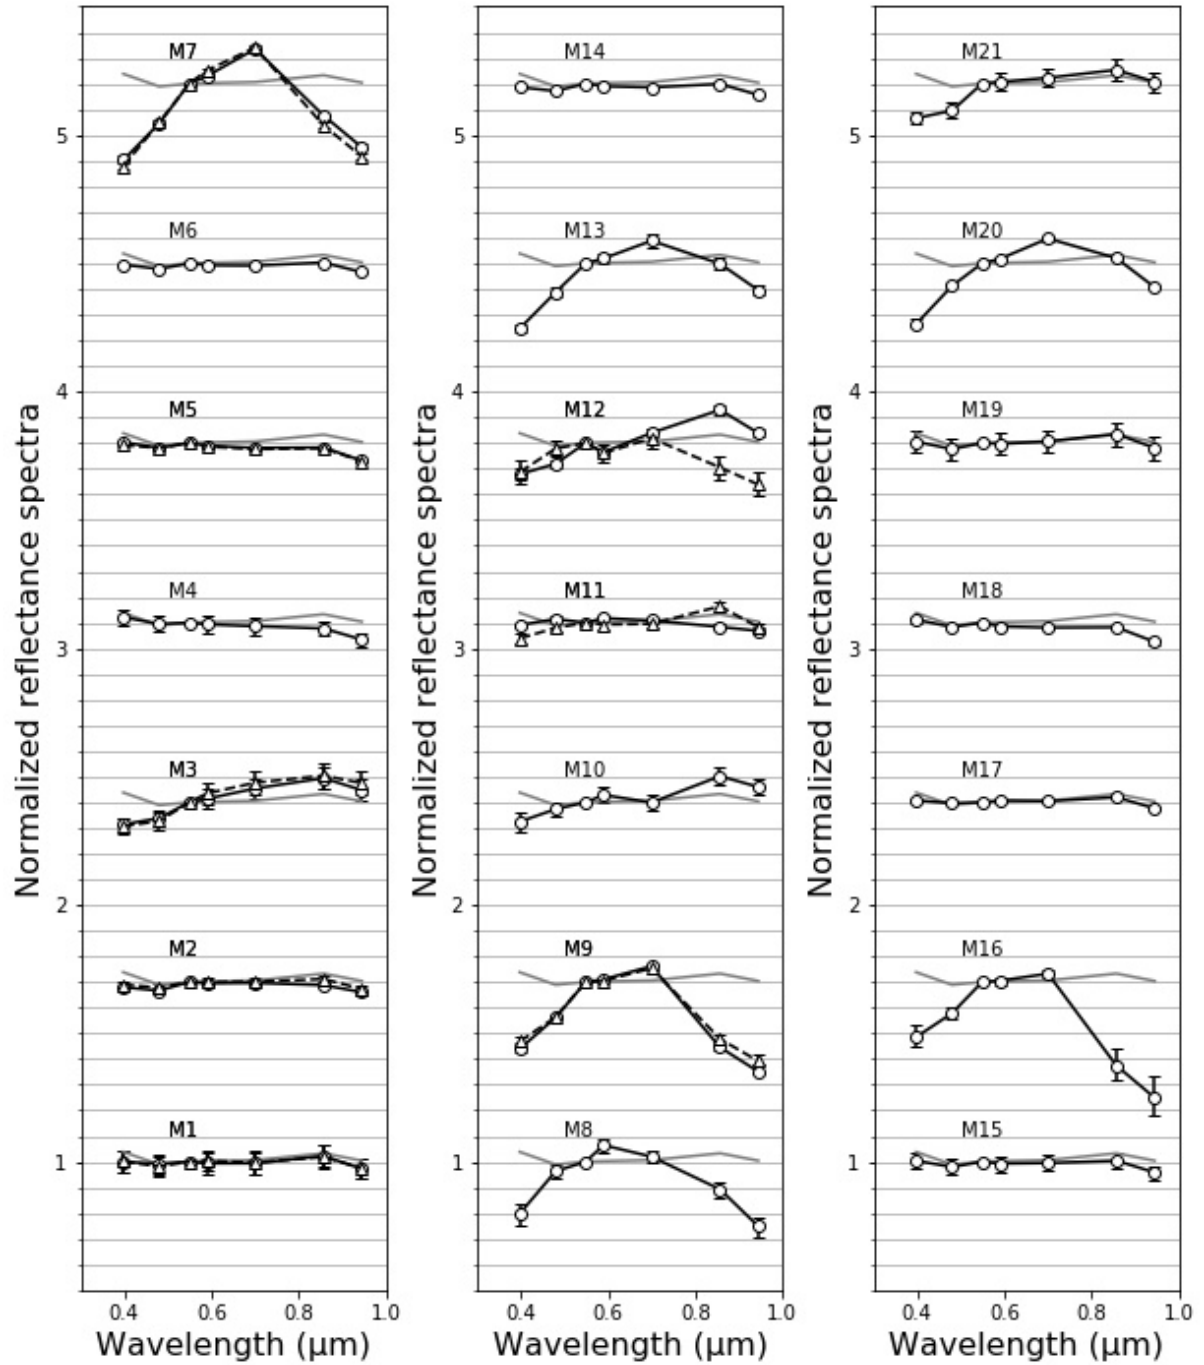 M7
M6
M5
M4
M3
M2
M1
5
4
3
2
1
0.4 0.6 0.8 1.0
Wavelength (μm)
Normalized reflectance spectra
M14
M13
M12
M11
M10
M9
M8
5
4
3
2
1
0.4 0.6 0.8 1.0
Wavelength (μm)
Normalized reflectance spectra
M21
M20
M19
M18
M17
M16
M15
5
4
3
2
1
0.4 0.6 0.8 1.0
Wavelength (μm)
Normalized reflectance spectra